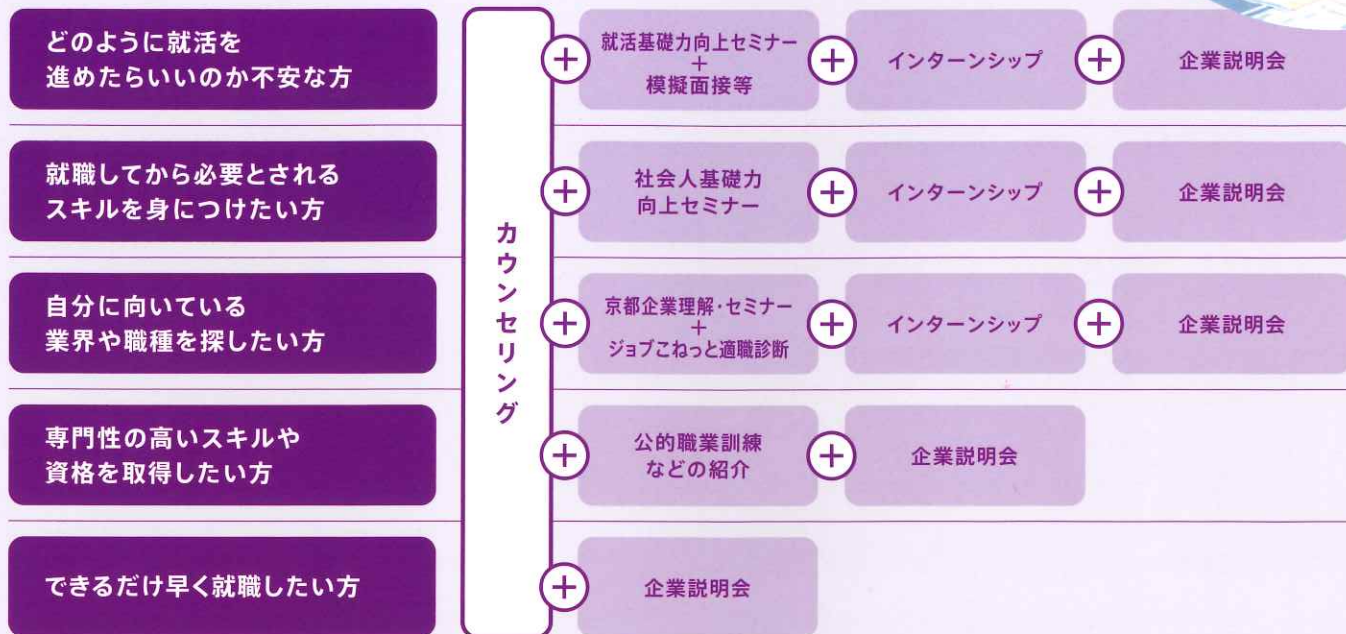 どのように就活を
進めたらいいのか不安な方
就活基礎力向上セミナー
+
模擬面接等
+
インターンシップ
+
企業説明会
就職してから必要とされる
スキルを身につけたい方
+
社会人基礎力
向上セミナー
+
インターンシップ
+
企業説明会
カウンセリング
自分に向いている
業界や職種を探したい方
+
京都企業理解・セミナー
+
ジョブこねっと適職診断
+
インターンシップ
+
企業説明会
専門性の高いスキルや
資格を取得したい方
+
公的職業訓練
などの紹介
+
企業説明会
できるだけ早く就職したい方
+
企業説明会